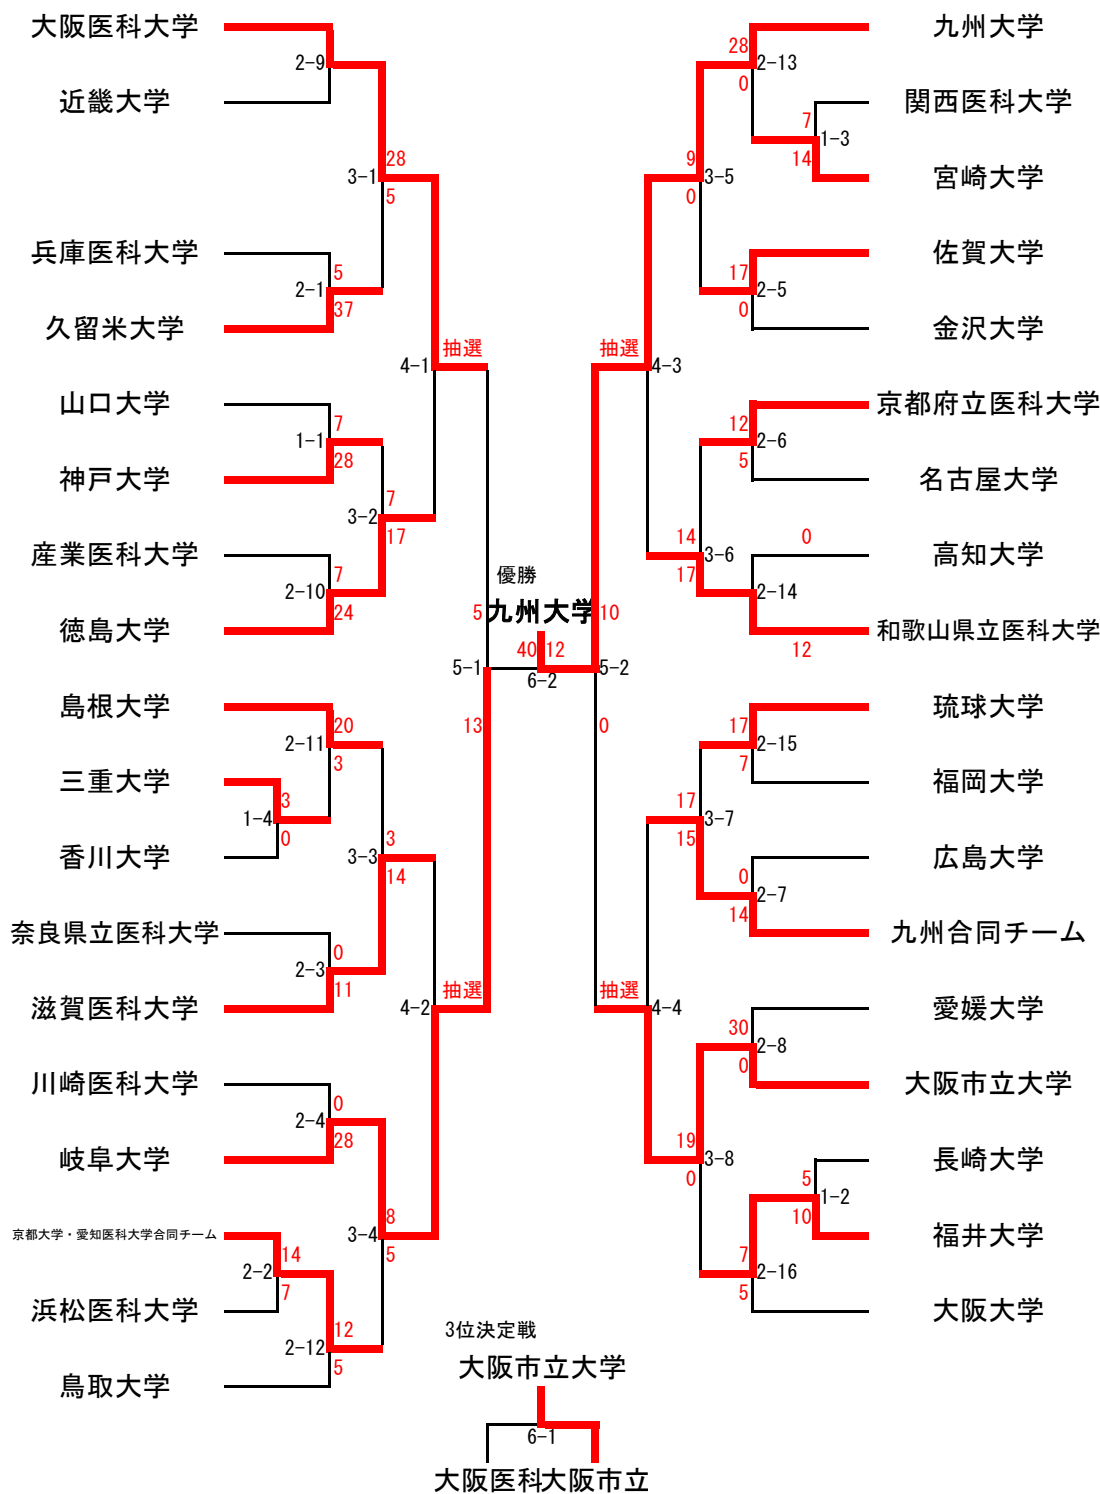 大阪医科大学
2-9
近畿大学
28
3-1
5
兵庫医科大学
5
2-1
37
久留米大学
抽選
4-1
山口大学
7
1-1
28
神戸大学
7
3-2
17
産業医科大学
7
2-10
24
徳島大学
5
5-1
13
島根大学
20
2-11
3
三重大学
3
1-4
0
香川大学
3
3-3
14
奈良県立医科大学
0
2-3
11
滋賀医科大学
抽選
4-2
川崎医科大学
0
2-4
28
岐阜大学
8
3-4
5
京都大学・愛知医科大学合同チーム
14
2-2
7
浜松医科大学
12
2-12
5
鳥取大学
優勝
九州大学
40 12
6-2
九州大学
28
2-13
0
関西医科大学
7
1-3
14
宮崎大学
9
3-5
0
佐賀大学
17
2-5
0
金沢大学
抽選
4-3
京都府立医科大学
12
2-6
5
名古屋大学
14
3-6
17
高知大学
0
2-14
和歌山県立医科大学
12
10
5-2
0
琉球大学
17
2-15
7
福岡大学
17
3-7
15
広島大学
0
2-7
14
九州合同チーム
抽選
4-4
愛媛大学
30
2-8
0
大阪市立大学
19
3-8
0
長崎大学
5
1-2
10
福井大学
7
2-16
5
大阪大学
3位決定戦
大阪市立大学
6-1
大阪医科大阪市立